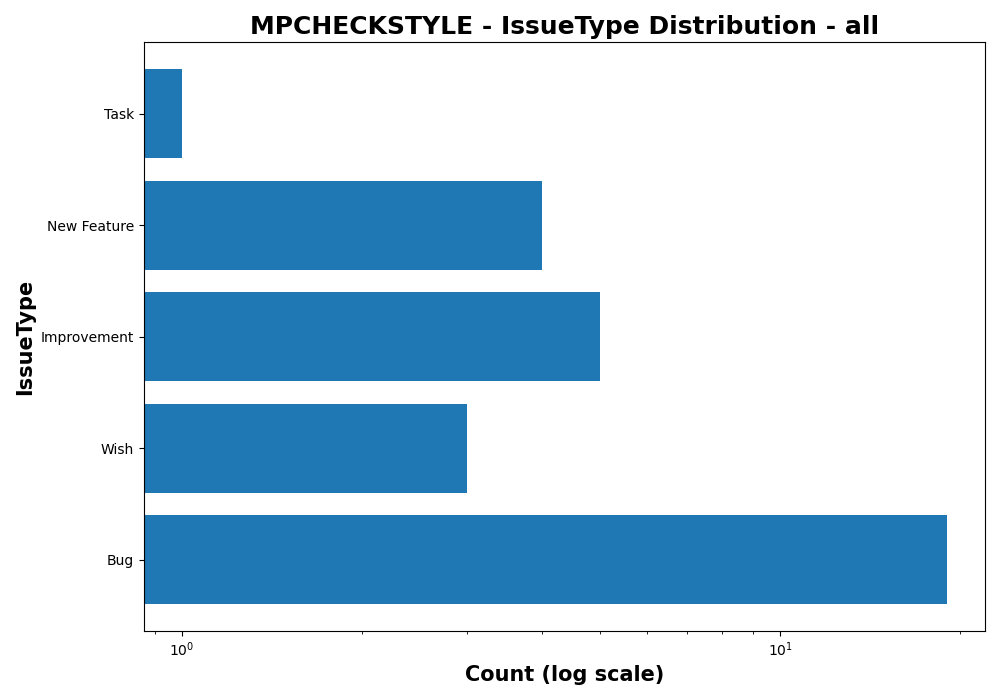 MPCHECKSTYLE - IssueType Distribution - all
Task
New Feature
Improvement
Wish
Bug
IssueType
10⁰
10¹
Count (log scale)